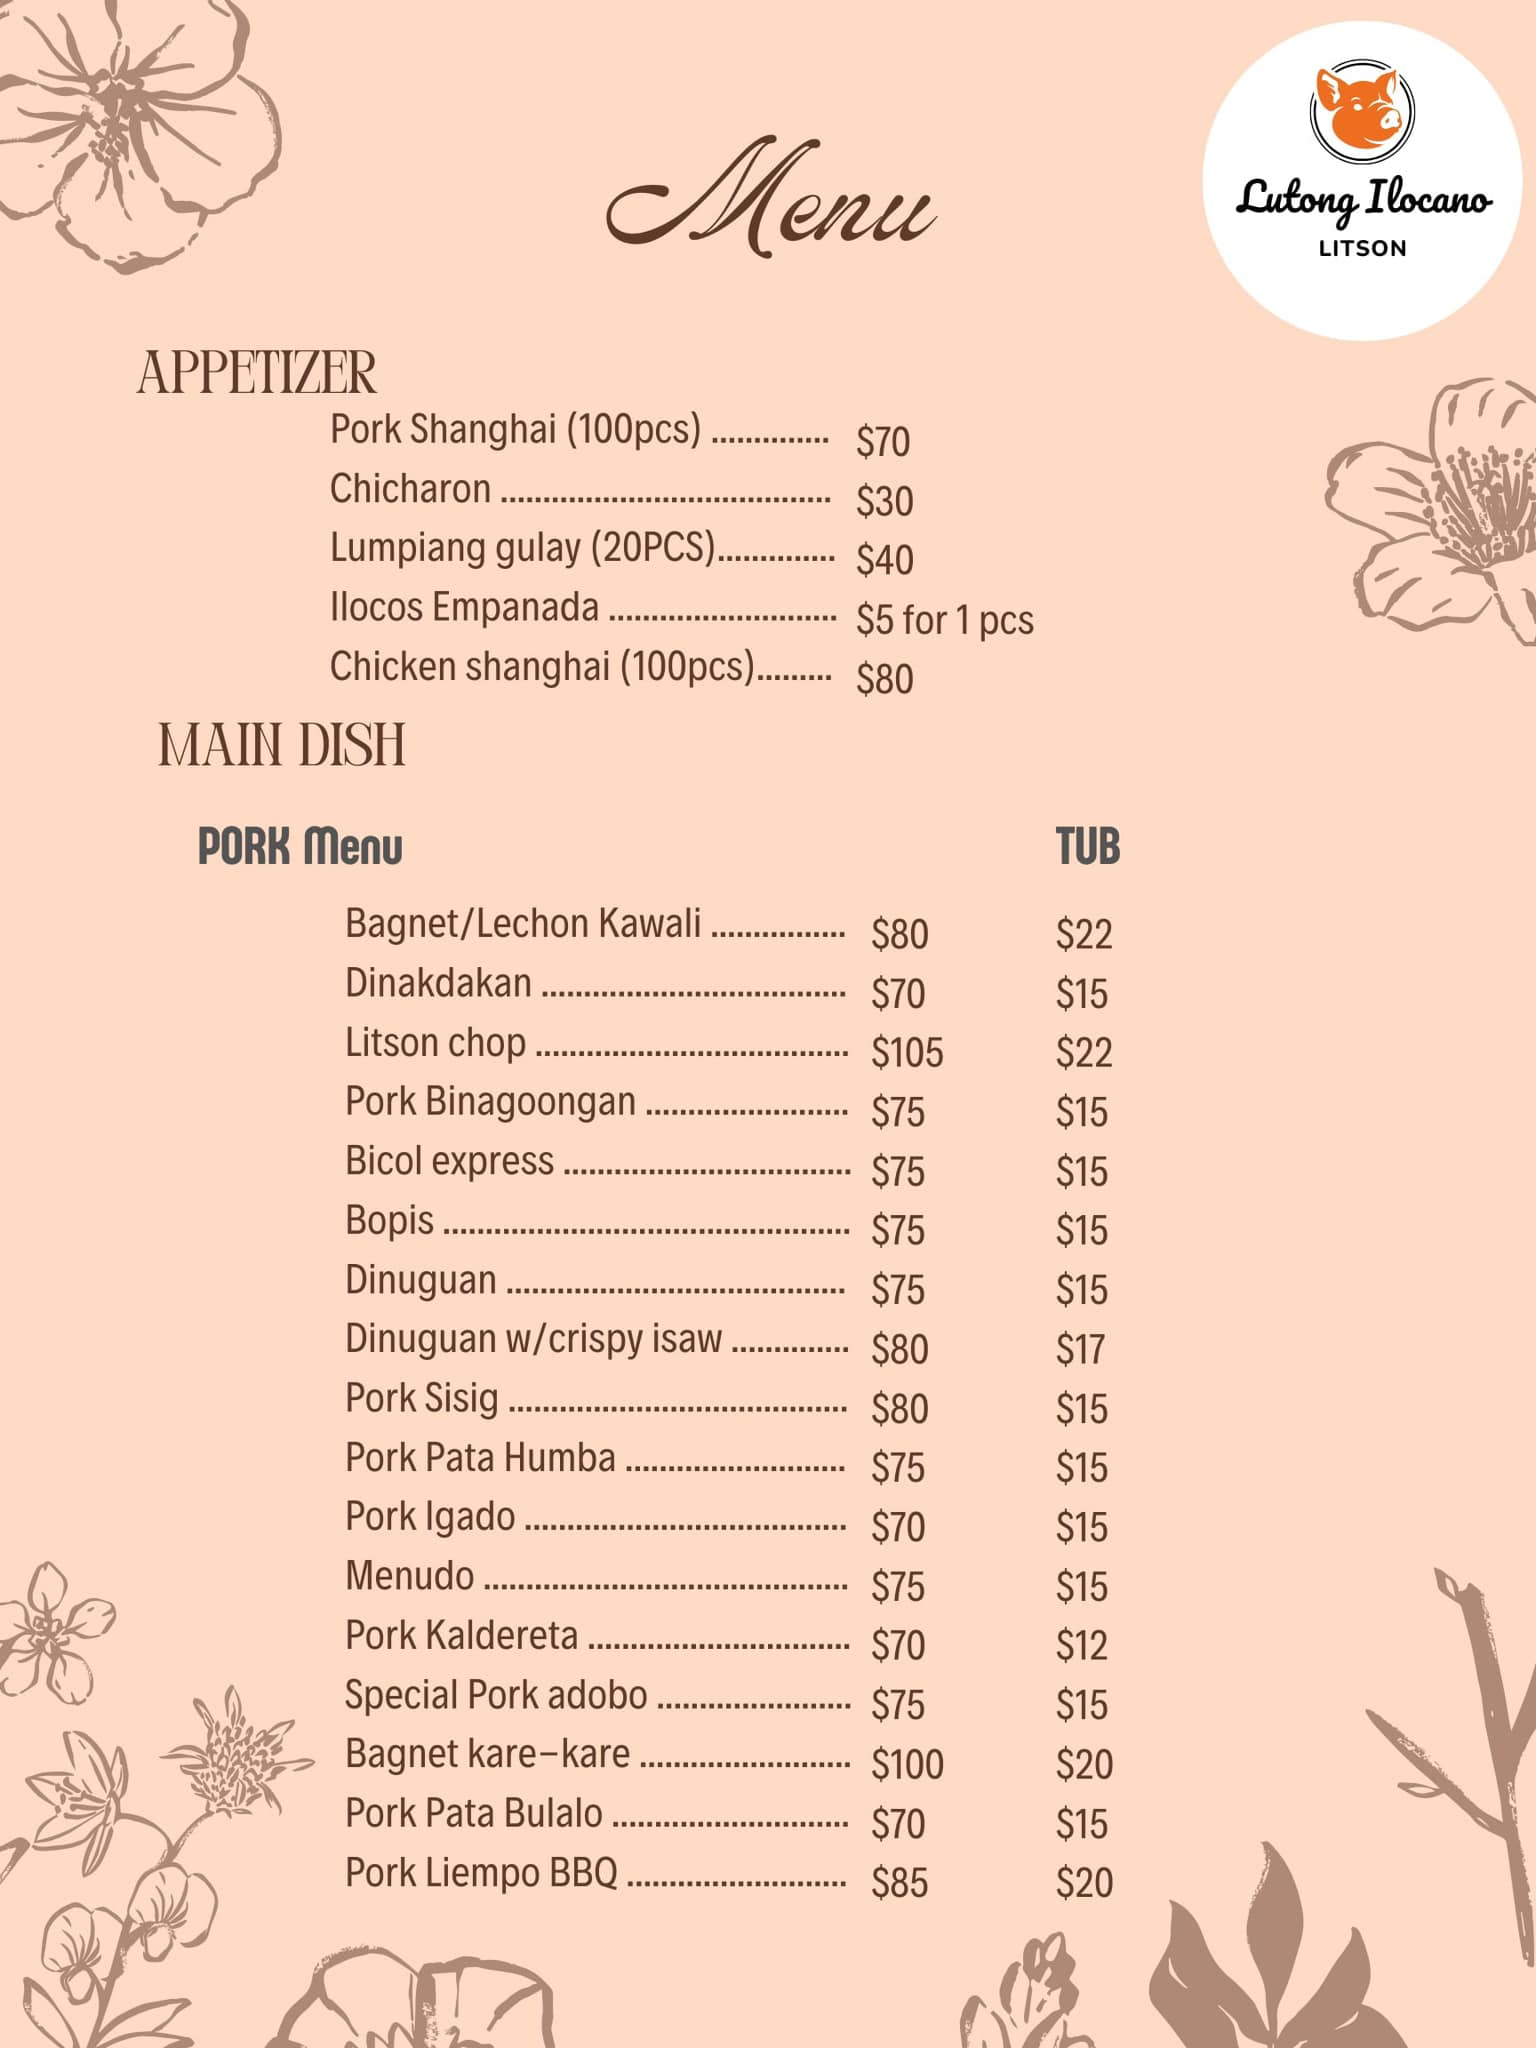 Menu
Lutong Ilocano
LITSON
APPETIZER
Pork Shanghai (100pcs) .............. $70
Chicharon ....................................... $30
Lumpiang gulay (20PCS).............. $40
Ilocos Empanada ........................... $5 for 1 pcs
Chicken shanghai (100pcs)......... $80
MAIN DISH
PORK Menu TUB
Bagnet/Lechon Kawali ................ $80 $22
Dinakdakan .................................... $70 $15
Litson chop ..................................... $105 $22
Pork Binagoongan ........................ $75 $15
Bicol express .................................. $75 $15
Bopis ................................................ $75 $15
Dinuguan ........................................ $75 $15
Dinuguan w/crispy isaw .............. $80 $17
Pork Sisig ........................................ $80 $15
Pork Pata Humba .......................... $75 $15
Pork Igado ...................................... $70 $15
Menudo ........................................... $75 $15
Pork Kaldereta ............................... $70 $12
Special Pork adobo ....................... $75 $15
Bagnet kare–kare ......................... $100 $20
Pork Pata Bulalo ............................ $70 $15
Pork Liempo BBQ .......................... $85 $20